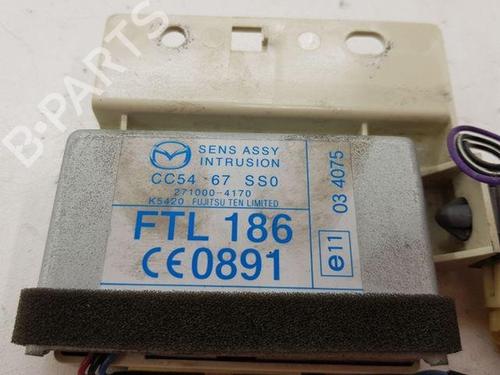 B-PARTS
SENS ASSY
INTRUSION
CC54 67 SS0
271000-4170
K5420 FUJITSU TEN LIMITED
FTL 186
CE0891
e11
03 4075